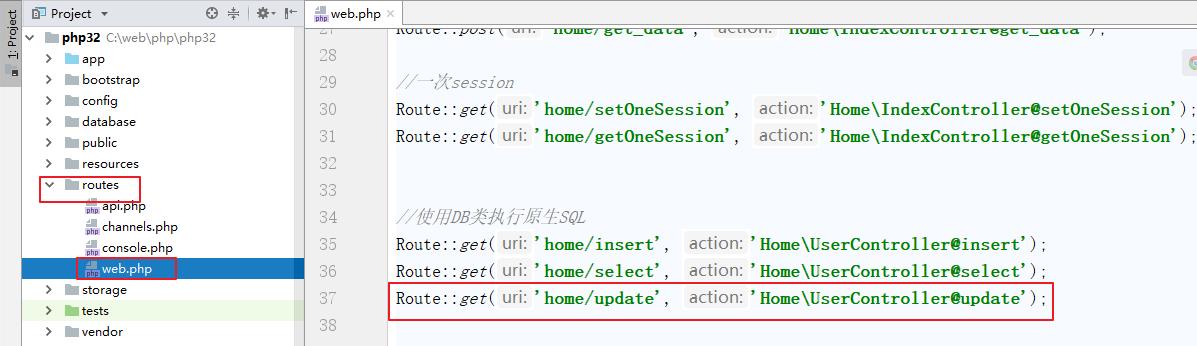 1: Project
Project
php32 C:\web\php\php32
app
bootstrap
config
database
public
resources
routes
api.php
channels.php
console.php
web.php
storage
tests
vendor
web.php
27 Route::post( uri: 'home/get_data', action: 'Home\IndexController@get_data');
28
29 //一次session
30 Route::get( uri: 'home/setOneSession', action: 'Home\IndexController@setOneSession');
31 Route::get( uri: 'home/getOneSession', action: 'Home\IndexController@getOneSession');
32
33
34 //使用DB类执行原生SQL
35 Route::get( uri: 'home/insert', action: 'Home\UserController@insert');
36 Route::get( uri: 'home/select', action: 'Home\UserController@select');
37 Route::get( uri: 'home/update', action: 'Home\UserController@update');
38